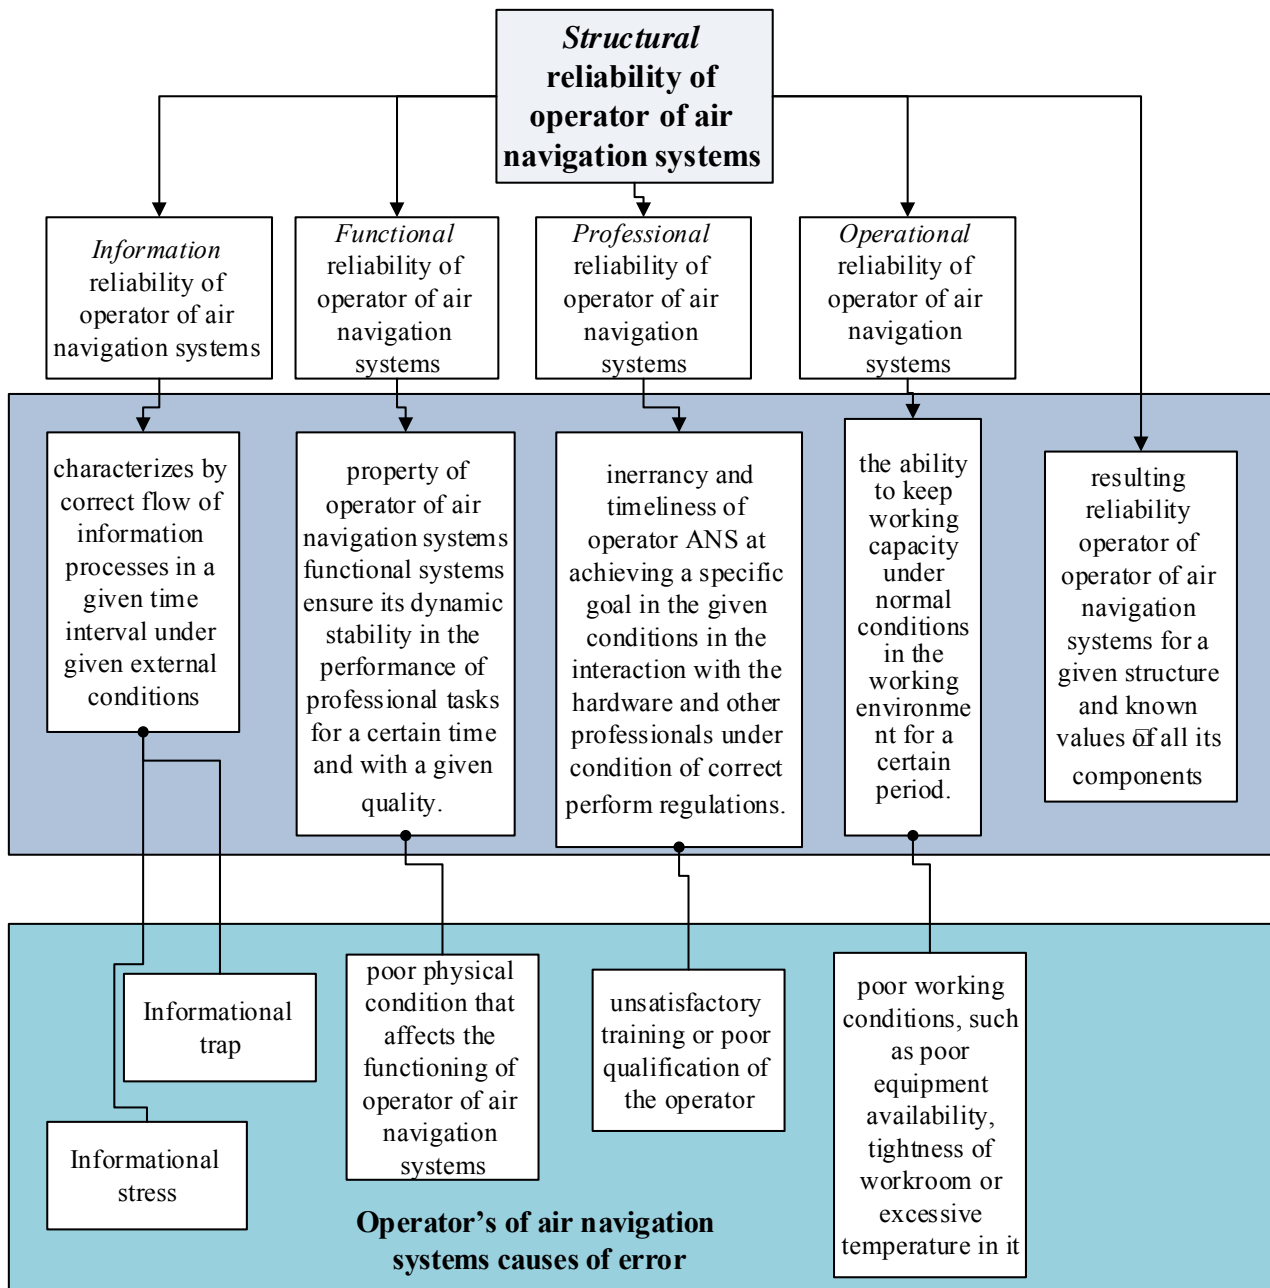 Structural
reliability of
operator of air
navigation systems
Information
reliability of
operator of air
navigation systems
Functional
reliability of
operator of air
navigation
systems
Professional
reliability of
operator of air
navigation
systems
Operational
reliability of
operator of air
navigation
systems
characterizes by
correct flow of
information
processes in a
given time
interval under
given external
conditions
property of
operator of air
navigation systems
functional systems
ensure its dynamic
stability in the
performance of
professional tasks
for a certain time
and with a given
quality.
inerrancy and
timeliness of
operator ANS at
achieving a specific
goal in the given
conditions in the
interaction with the
hardware and other
professionals under
condition of correct
perform regulations.
the ability
to keep
working
capacity
under
normal
conditions
in the
working
environme
nt for a
certain
period.
resulting
reliability
operator of
operator of air
navigation
systems for a
given structure
and known
values of all its
components
Informational
trap
Informational
stress
poor physical
condition that
affects the
functioning of
operator of air
navigation
systems
unsatisfactory
training or poor
qualification of
the operator
poor working
conditions, such
as poor
equipment
availability,
tightness of
workroom or
excessive
temperature in it
Operator's of air navigation
systems causes of error